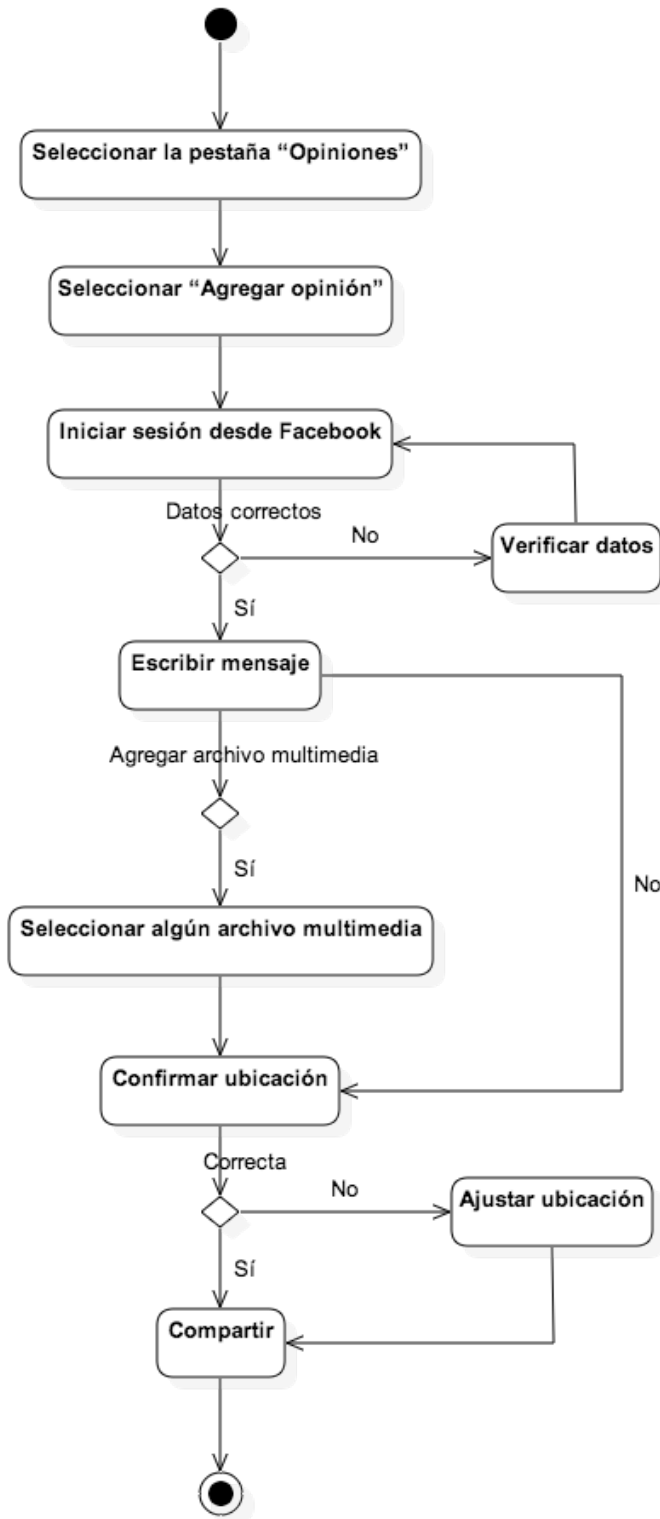 Seleccionar la pestaña “Opiniones”
Seleccionar “Agregar opinión”
Iniciar sesión desde Facebook
Datos correctos
No
Verificar datos
Sí
Escribir mensaje
Agregar archivo multimedia
Sí
No
Seleccionar algún archivo multimedia
Confirmar ubicación
Correcta
No
Ajustar ubicación
Sí
Compartir